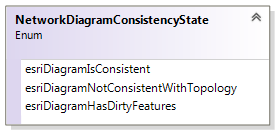 NetworkDiagramConsistencyState
Enum
esriDiagramIsConsistent
esriDiagramNotConsistentWithTopology
esriDiagramHasDirtyFeatures